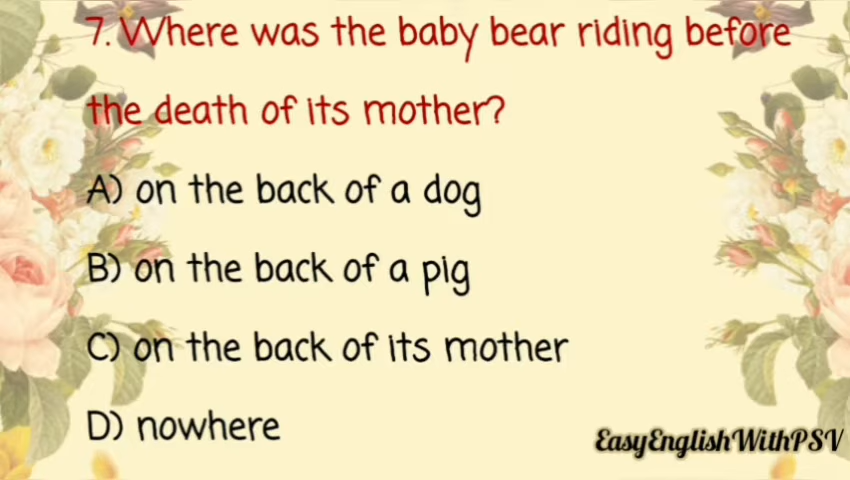 7. Where was the baby bear riding before
the death of its mother?
A) on the back of a dog
B) on the back of a pig
C) on the back of its mother
D) nowhere
EasyEnglishWithPSV